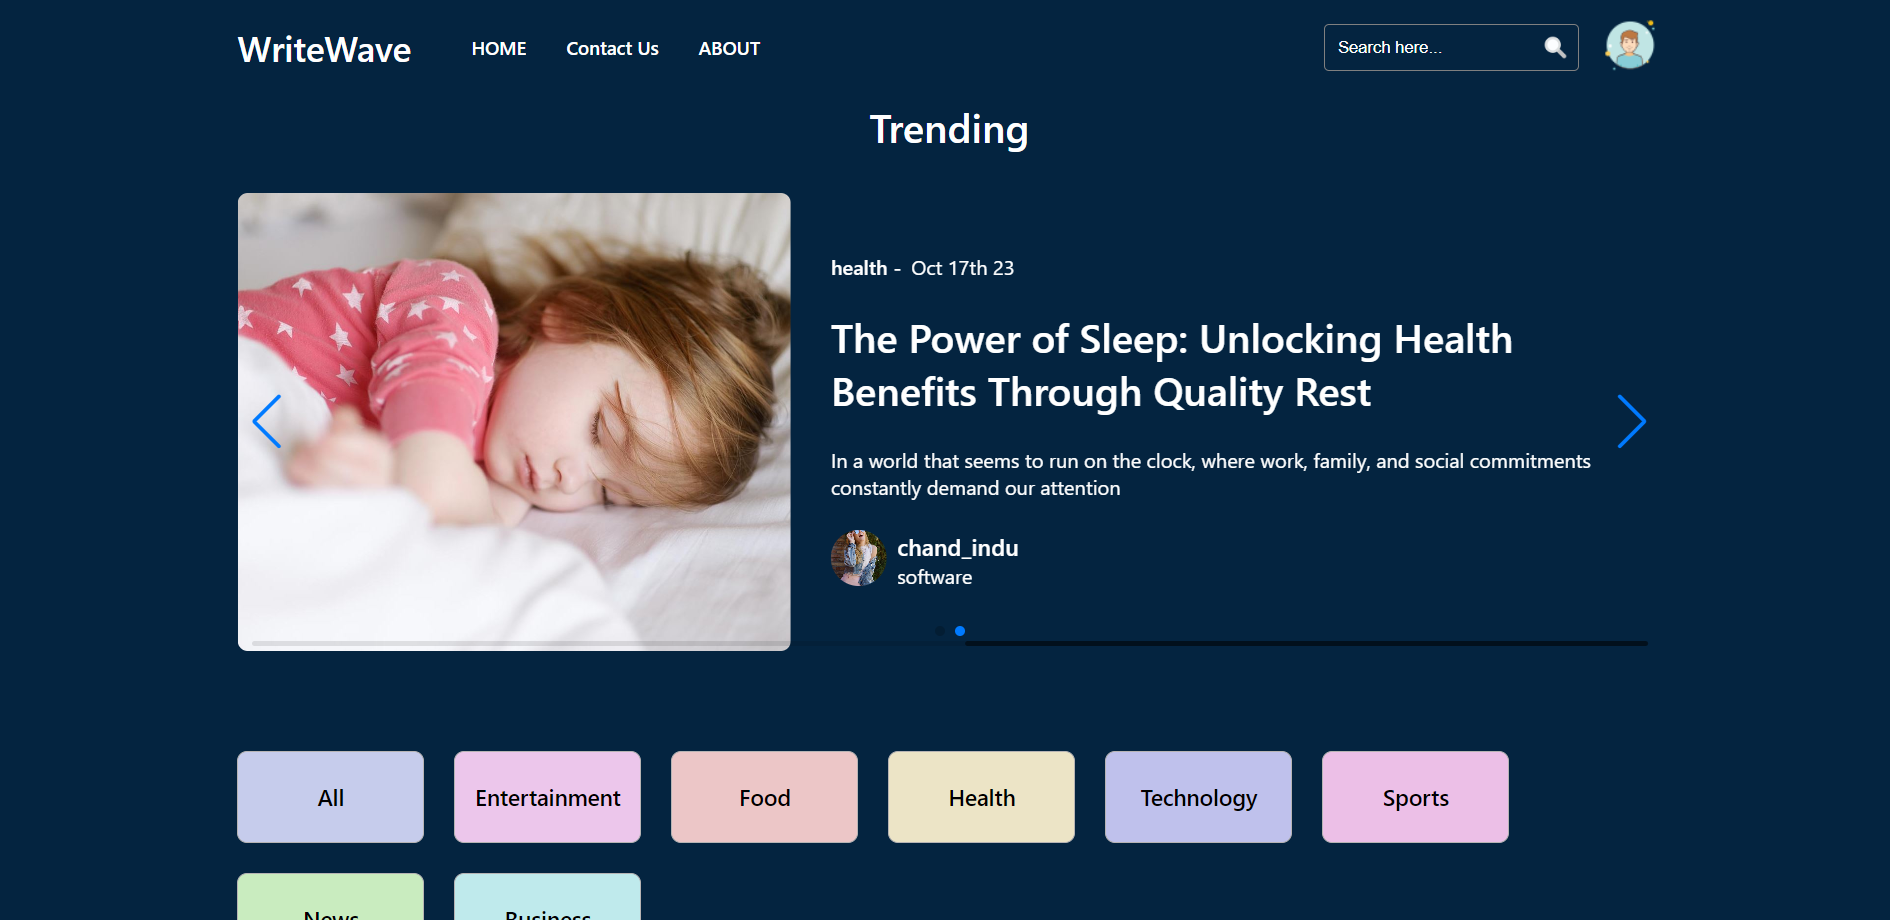 WriteWave
HOME
Contact Us
ABOUT
Search here...
Trending
health - Oct 17th 23
The Power of Sleep: Unlocking Health
Benefits Through Quality Rest
In a world that seems to run on the clock, where work, family, and social commitments
constantly demand our attention
chand_indu
software
All
Entertainment
Food
Health
Technology
Sports
News
Business